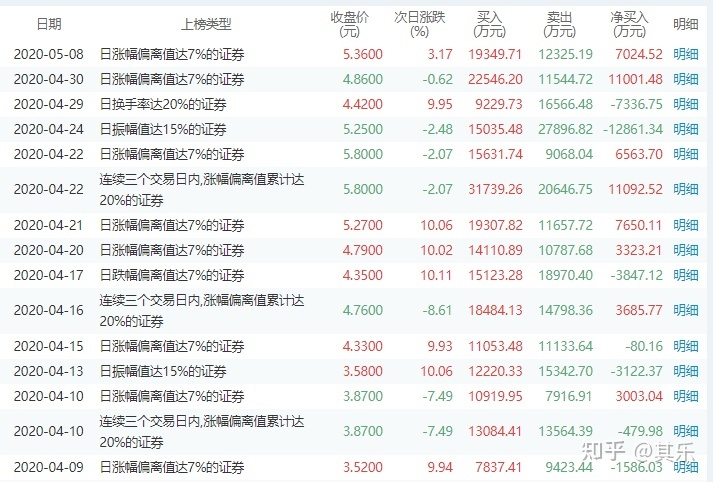 日期 上榜类型 收盘价(元) 次日涨跌(%) 买入(万元) 卖出(万元) 净买入(万元) 明细
2020-05-08 日涨幅偏离值达7%的证券 5.3600 3.17 19349.71 12325.19 7024.52 明细
2020-04-30 日涨幅偏离值达7%的证券 4.8600 -0.62 22546.20 11544.72 11001.48 明细
2020-04-29 日换手率达20%的证券 4.4200 9.95 9229.73 16566.48 -7336.75 明细
2020-04-24 日振幅值达15%的证券 5.2500 -2.48 15035.48 27896.82 -12861.34 明细
2020-04-22 日涨幅偏离值达7%的证券 5.8000 -2.07 15631.74 9068.04 6563.70 明细
2020-04-22 连续三个交易日内,涨幅偏离值累计达20%的证券 5.8000 -2.07 31739.26 20646.75 11092.52 明细
2020-04-21 日涨幅偏离值达7%的证券 5.2700 10.06 19307.82 11657.72 7650.11 明细
2020-04-20 日涨幅偏离值达7%的证券 4.7900 10.02 14110.89 10787.68 3323.21 明细
2020-04-17 日跌幅偏离值达7%的证券 4.3500 10.11 15123.28 18970.40 -3847.12 明细
2020-04-16 连续三个交易日内,涨幅偏离值累计达20%的证券 4.7600 -8.61 18484.13 14798.36 3685.77 明细
2020-04-15 日涨幅偏离值达7%的证券 4.3300 9.93 11053.48 11133.64 -80.16 明细
2020-04-13 日振幅值达15%的证券 3.5800 10.06 12220.33 15342.70 -3122.37 明细
2020-04-10 日涨幅偏离值达7%的证券 3.8700 -7.49 10919.95 7916.91 3003.04 明细
2020-04-10 连续三个交易日内,涨幅偏离值累计达20%的证券 3.8700 -7.49 13084.41 13564.39 -479.98 明细
2020-04-09 日涨幅偏离值达7%的证券 3.5200 9.94 7837.41 9423.44 -1586.03 明细
知乎 @其乐